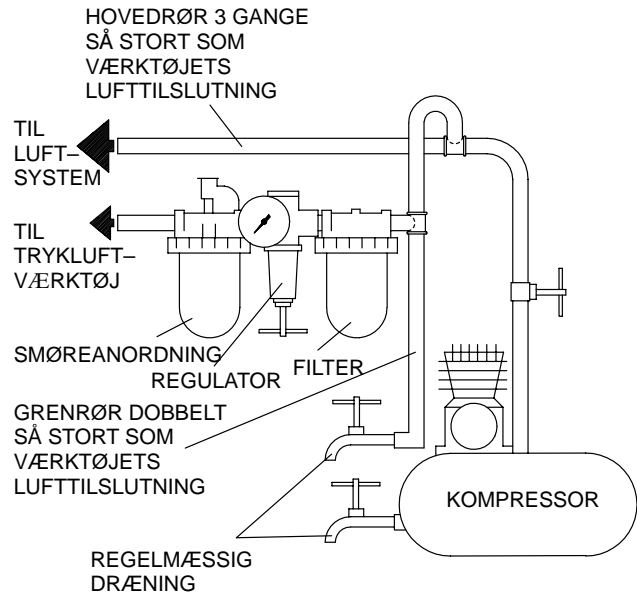 HOVEDRØR 3 GANGE
SÅ STORT SOM
VÆRKTØJETS
LUFTTILSLUTNING
TIL
LUFT–
SYSTEM
TIL
TRYKLUFT–
VÆRKTØJ
SMØREANORDNING
REGULATOR
FILTER
GRENRØR DOBBELT
SÅ STORT SOM
VÆRKTØJETS
LUFTTILSLUTNING
KOMPRESSOR
REGELMÆSSIG
DRÆNING